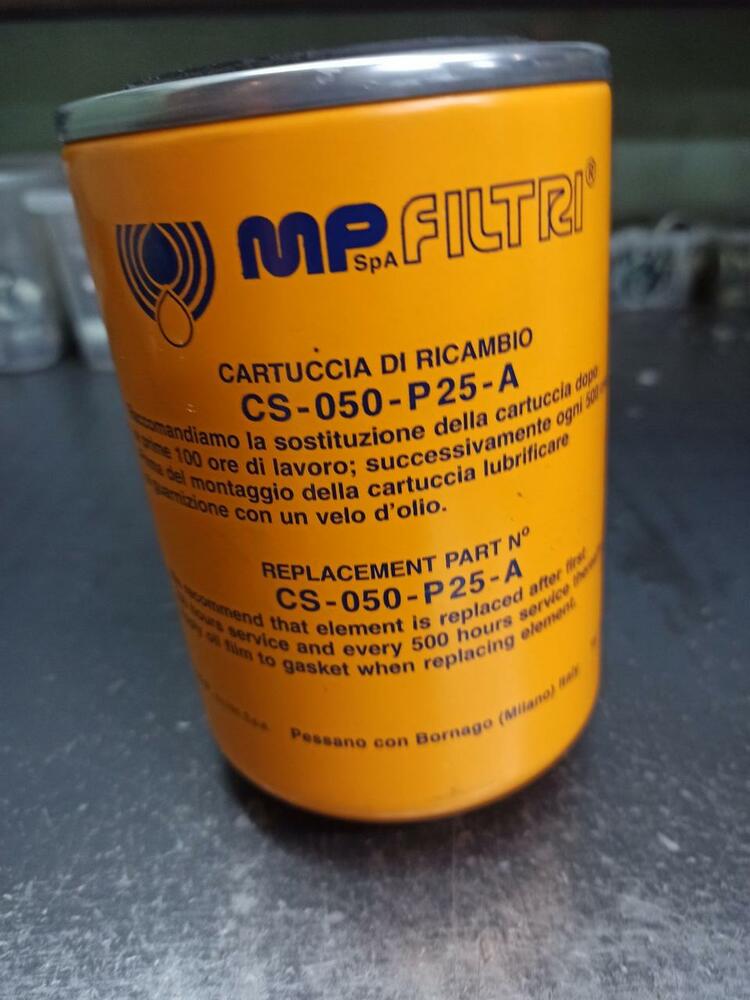 MP SpA FILTRI®
CARTUCCIA DI RICAMBIO
CS-050-P25-A
la sostituzione della cartuccia dopo
prime 100 ore di lavoro; successivamente ogni 500
del montaggio della cartuccia lubrificare
guarnizione con un velo d'olio.
REPLACEMENT PART N°
CS-050-P25-A
recommend that element is replaced after first
hours service and every 500 hours service
oil film to gasket when replacing element.
Pessano con Bornago (Milano) Italy